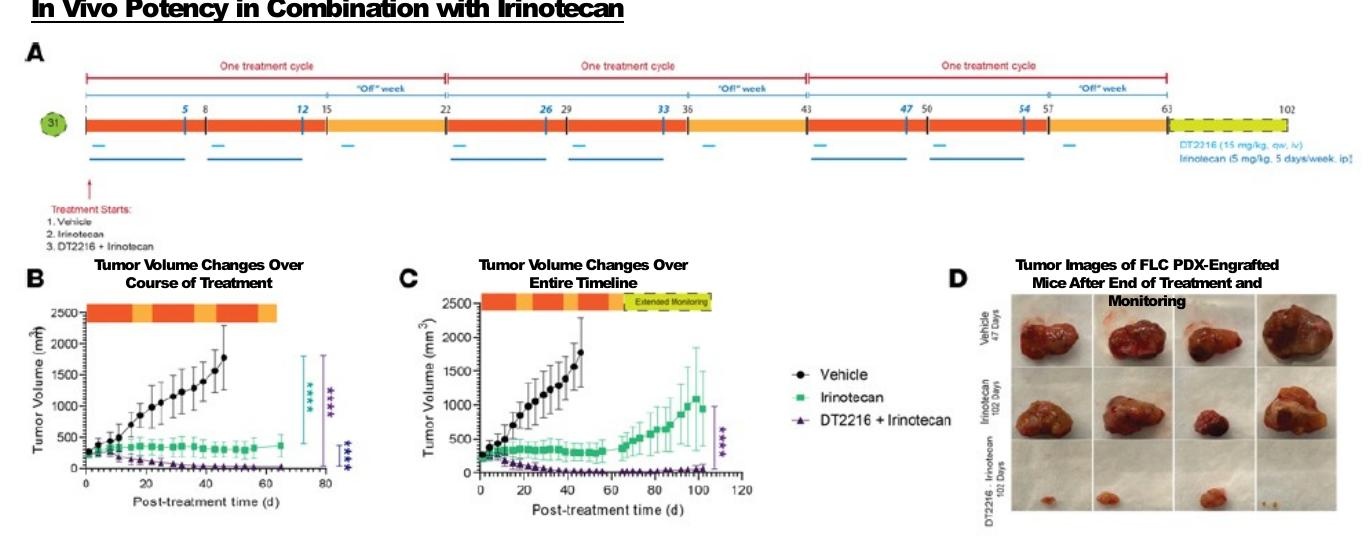 In Vivo Potency in Combination with Irinotecan
A
One treatment cycle One treatment cycle One treatment cycle
"Off" week "Off" week "Off" week
1 5 8 12 15 22 26 29 33 36 43 47 50 54 57 63 102
31
DT2216 (15 mg/kg, qw, iv)
Irinotecan (5 mg/kg, 5 days/week, ip)
Treatment Starts:
1. Vehicle
2. Irinotecan
3. DT2216 + Irinotecan
B
Tumor Volume Changes Over
Course of Treatment
2500
2000
1500
1000
500
0
Tumor Volume (mm3)
0 20 40 60 80
Post-treatment time (d)
****
****
****
C
Tumor Volume Changes Over
Entire Timeline
Extended Monitoring
2500
2000
1500
1000
500
0
Tumor Volume (mm3)
0 20 40 60 80 100 120
Post-treatment time (d)
****
Vehicle
Irinotecan
DT2216 + Irinotecan
D
Tumor Images of FLC PDX-Engrafted
Mice After End of Treatment and
Monitoring
Vehicle
47 Days
Irinotecan
102 Days
DT2216 - Irinotecan
102 Days